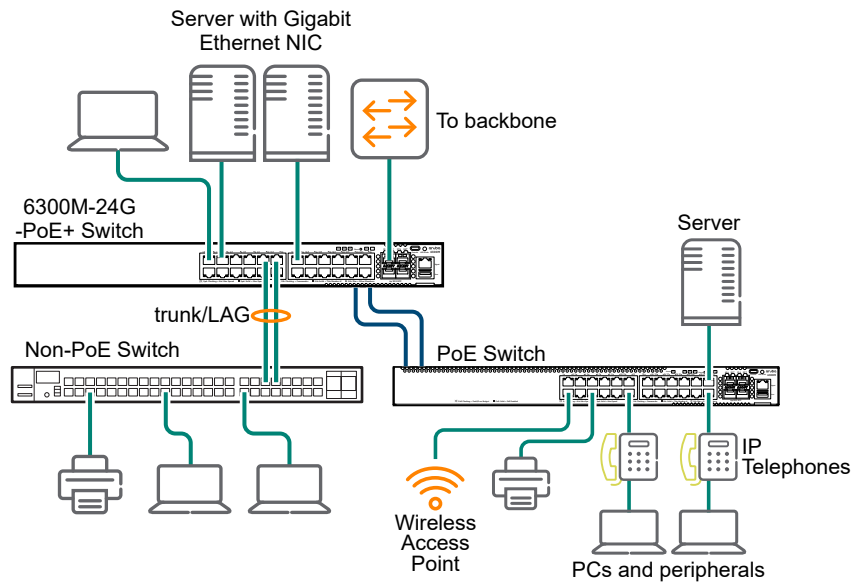 Server with Gigabit
Ethernet NIC
To backbone
6300M-24G
-PoE+ Switch
Server
trunk/LAG
Non-PoE Switch
PoE Switch
IP
Telephones
Wireless
Access
Point
PCs and peripherals